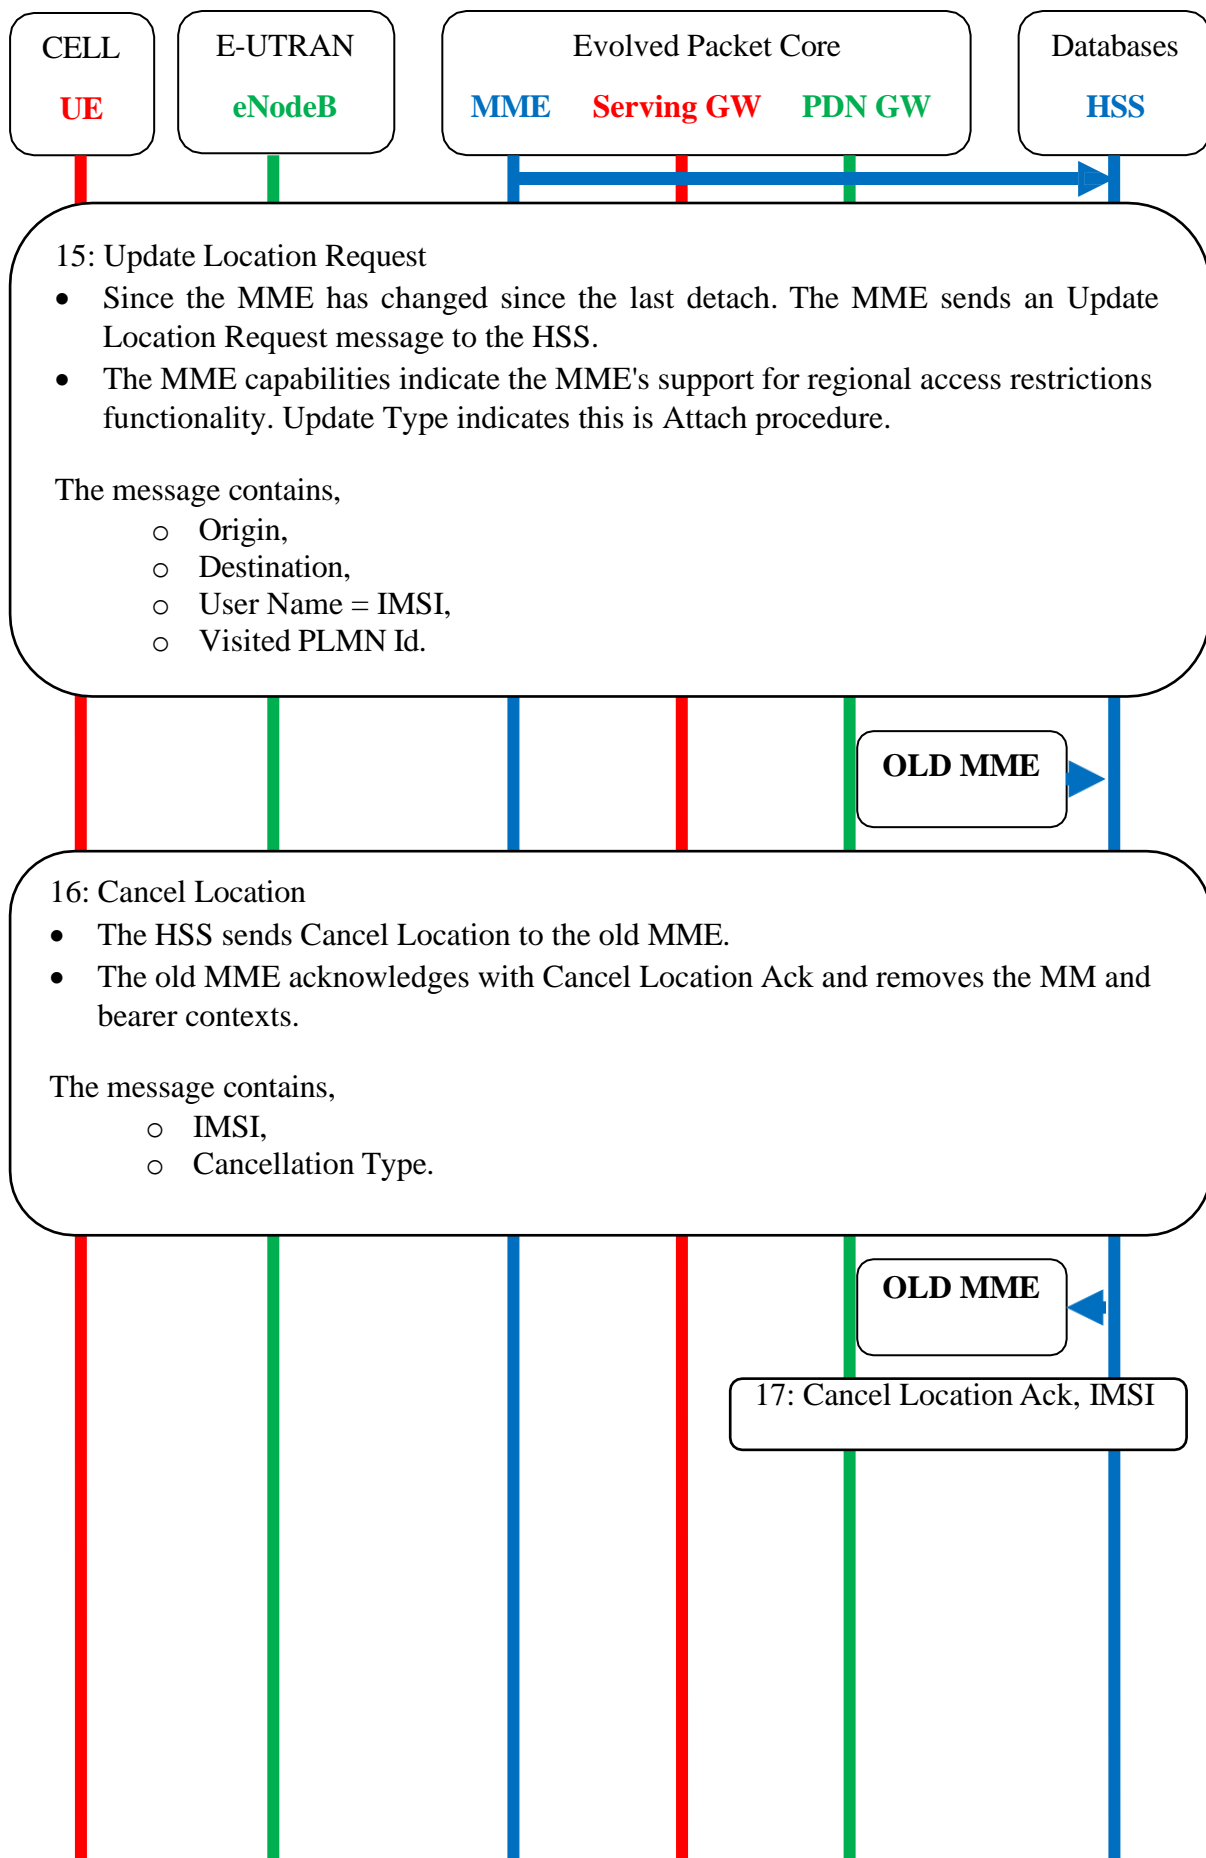 CELL
UE
E-UTRAN
eNodeB
Evolved Packet Core
MME Serving GW PDN GW
Databases
HSS
15: Update Location Request
• Since the MME has changed since the last detach. The MME sends an Update
Location Request message to the HSS.
• The MME capabilities indicate the MME's support for regional access restrictions
functionality. Update Type indicates this is Attach procedure.
The message contains,
o Origin,
o Destination,
o User Name = IMSI,
o Visited PLMN Id.
OLD MME
16: Cancel Location
• The HSS sends Cancel Location to the old MME.
• The old MME acknowledges with Cancel Location Ack and removes the MM and
bearer contexts.
The message contains,
o IMSI,
o Cancellation Type.
OLD MME
17: Cancel Location Ack, IMSI